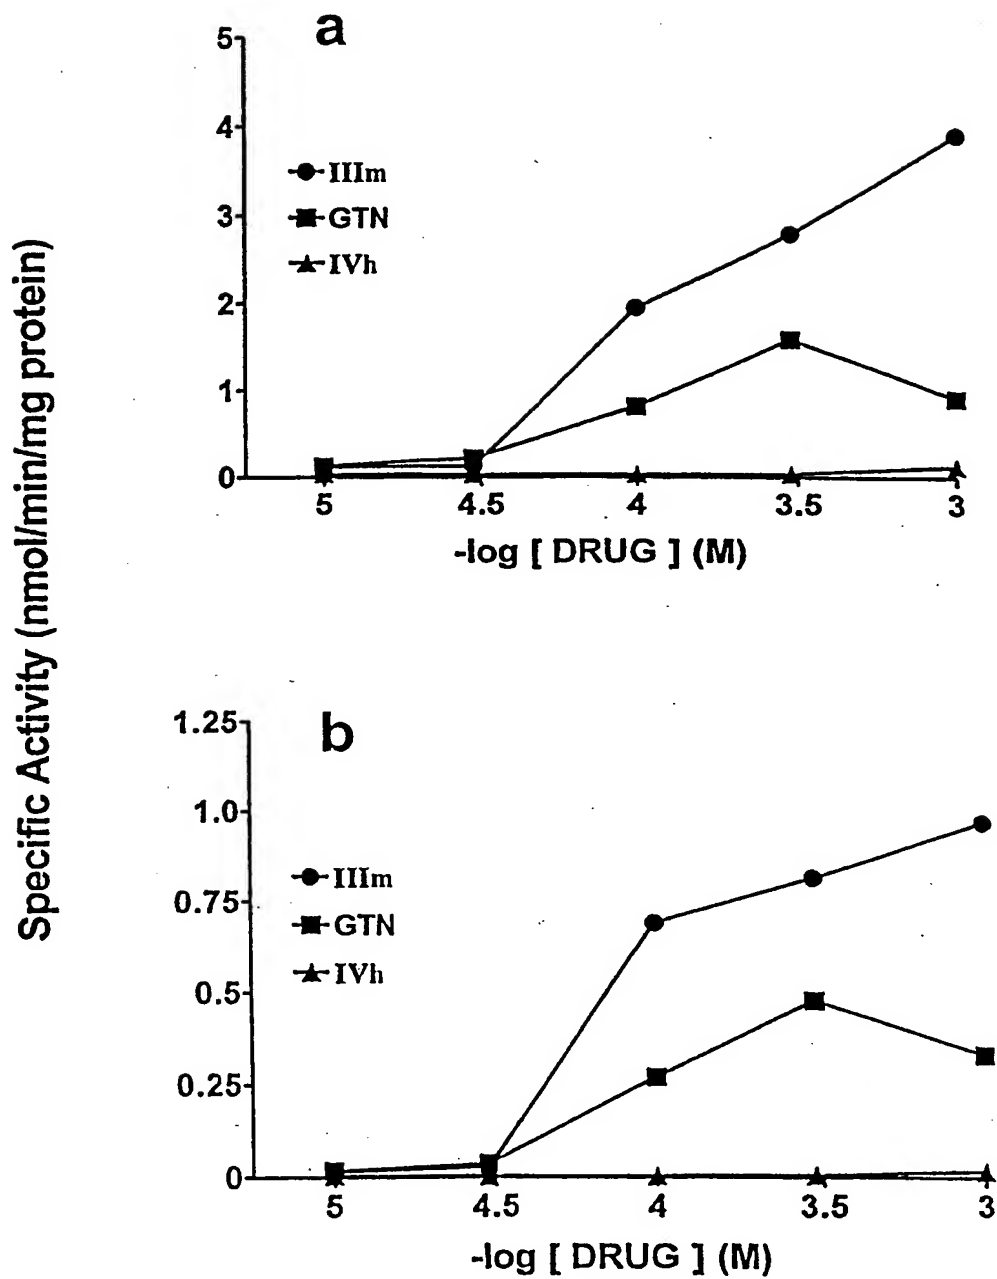 a
5
4
3
2
1
0
IIIm
GTN
IVh
5 4.5 4 3.5 3
-log [ DRUG ] (M)
Specific Activity (nmol/min/mg protein)
b
1.25
1.0
0.75
0.5
0.25
0
IIIm
GTN
IVh
5 4.5 4 3.5 3
-log [ DRUG ] (M)